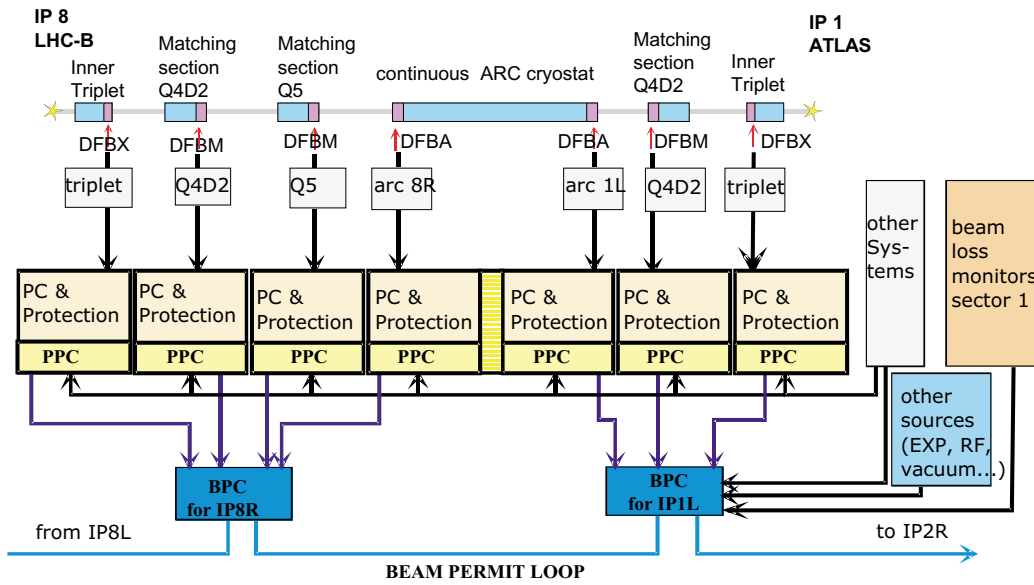 IP 8
LHC-B
IP 1
ATLAS
Inner
Triplet
Matching
section
Q4D2
Matching
section
Q5
continuous ARC cryostat
Matching
section
Q4D2
Inner
Triplet
DFBX
DFBM
DFBM
DFBA
DFBA
DFBM
DFBX
triplet
Q4D2
Q5
arc 8R
arc 1L
Q4D2
triplet
other
Sys-
tems
beam
loss
monitors
sector 1
PC &
Protection
PPC
PC &
Protection
PPC
PC &
Protection
PPC
PC &
Protection
PPC
PC &
Protection
PPC
PC &
Protection
PPC
PC &
Protection
PPC
other
sources
(EXP, RF,
vacuum...)
BPC
for IP8R
BPC
for IP1L
from IP8L
to IP2R
BEAM PERMIT LOOP